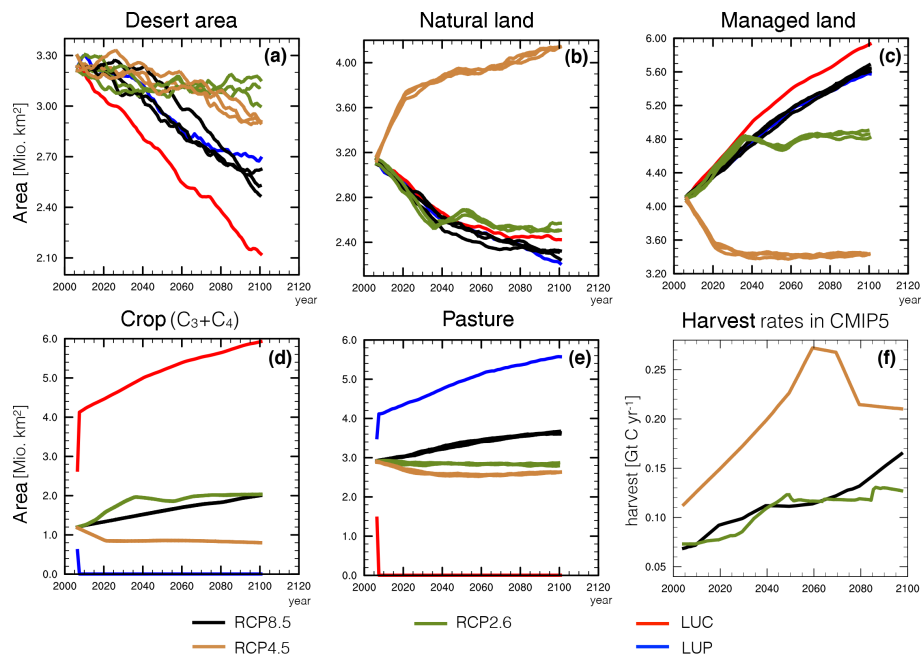 Desert area
Natural land
Managed land
Area [Mio. km²]
3.30
3.00
2.70
2.40
2.10
(a)
2000 2020 2040 2060 2080 2100 2120
year
4.00
3.60
3.20
2.80
2.40
(b)
2000 2020 2040 2060 2080 2100 2120
year
6.00
5.60
5.20
4.80
4.40
4.00
3.60
3.20
(c)
2000 2020 2040 2060 2080 2100 2120
year
Crop (C₃+C₄)
Pasture
Harvest rates in CMIP5
Area [Mio. km²]
6.0
5.0
4.0
3.0
2.0
1.0
0.0
(d)
2000 2020 2040 2060 2080 2100 2120
year
6.0
5.0
4.0
3.0
2.0
1.0
0.0
(e)
2000 2020 2040 2060 2080 2100 2120
year
harvest [Gt C yr⁻¹]
0.25
0.20
0.15
0.10
0.05
(f)
2000 2020 2040 2060 2080 2100
year
RCP8.5
RCP2.6
LUC
RCP4.5
LUP